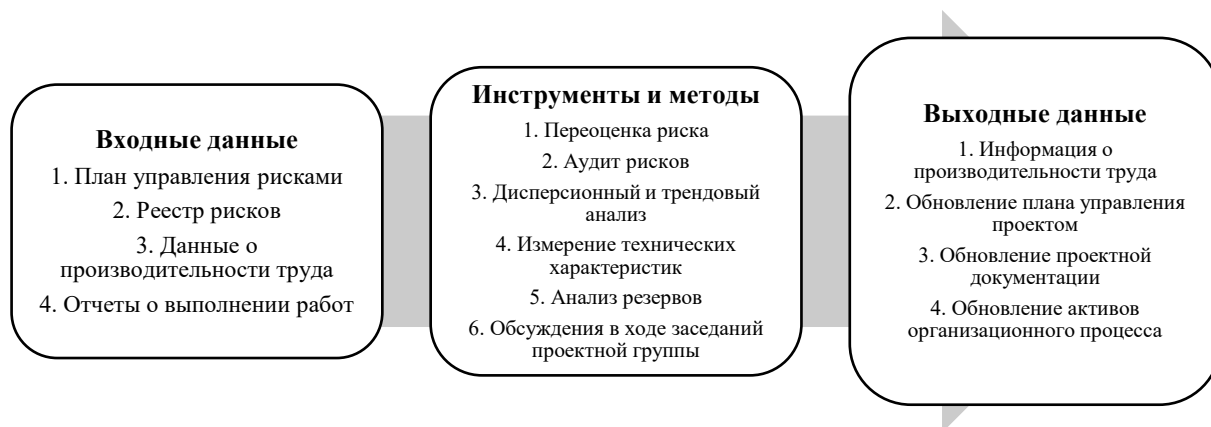 Входные данные
1. План управления рисками
2. Реестр рисков
3. Данные о
производительности труда
4. Отчеты о выполнении работ
Инструменты и методы
1. Переоценка риска
2. Аудит рисков
3. Дисперсионный и трендовый
анализ
4. Измерение технических
характеристик
5. Анализ резервов
6. Обсуждения в ходе заседаний
проектной группы
Выходные данные
1. Информация о
производительности труда
2. Обновление плана управления
проектом
3. Обновление проектной
документации
4. Обновление активов
организационного процесса